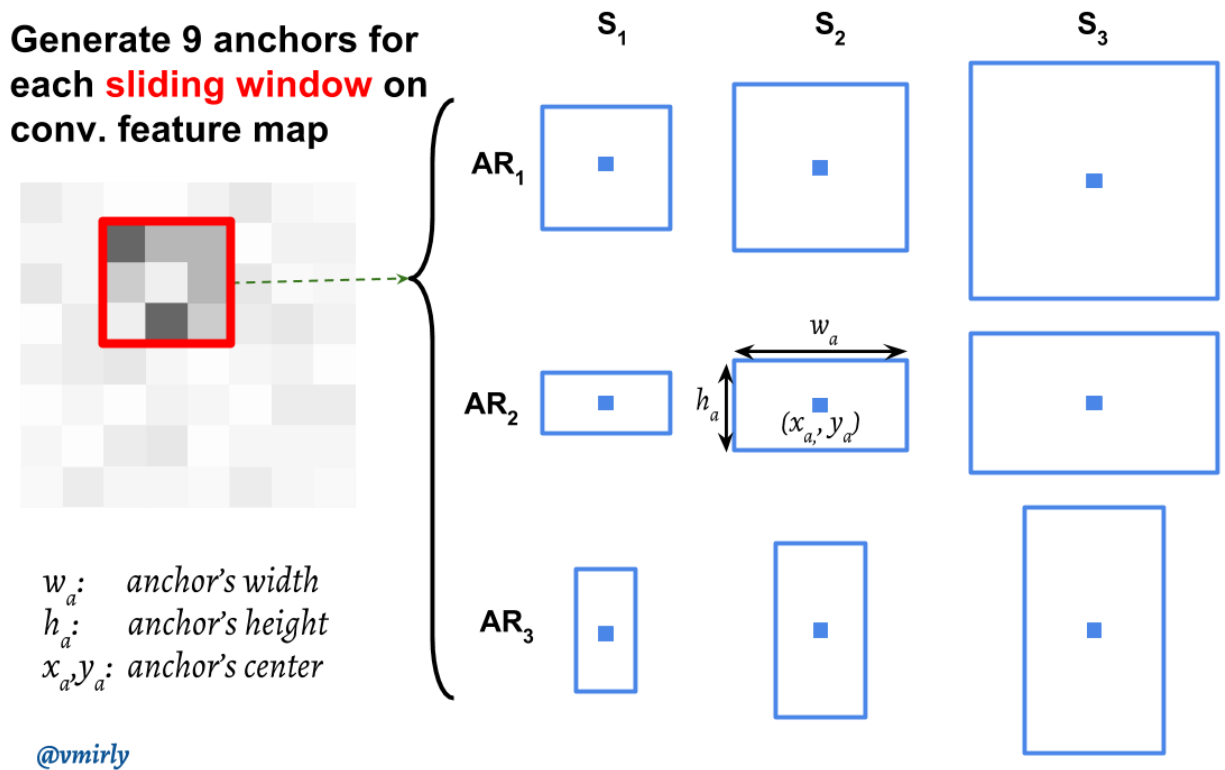 Generate 9 anchors for
each sliding window on
conv. feature map
S1
S2
S3
AR1
AR2
wa
ha
(xa, ya)
AR3
wa: anchor's width
ha: anchor's height
xa,ya: anchor's center
@vmirly